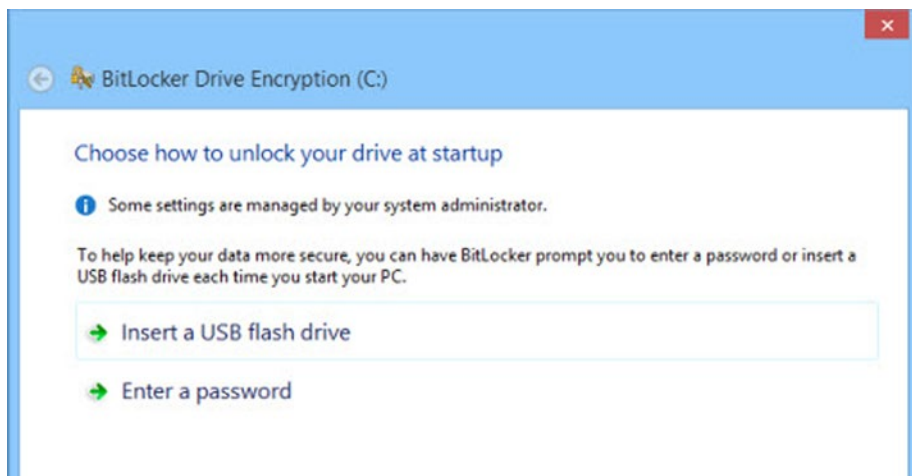 BitLocker Drive Encryption (C:)
Choose how to unlock your drive at startup
Some settings are managed by your system administrator.
To help keep your data more secure, you can have BitLocker prompt you to enter a password or insert a
USB flash drive each time you start your PC.
Insert a USB flash drive
Enter a password